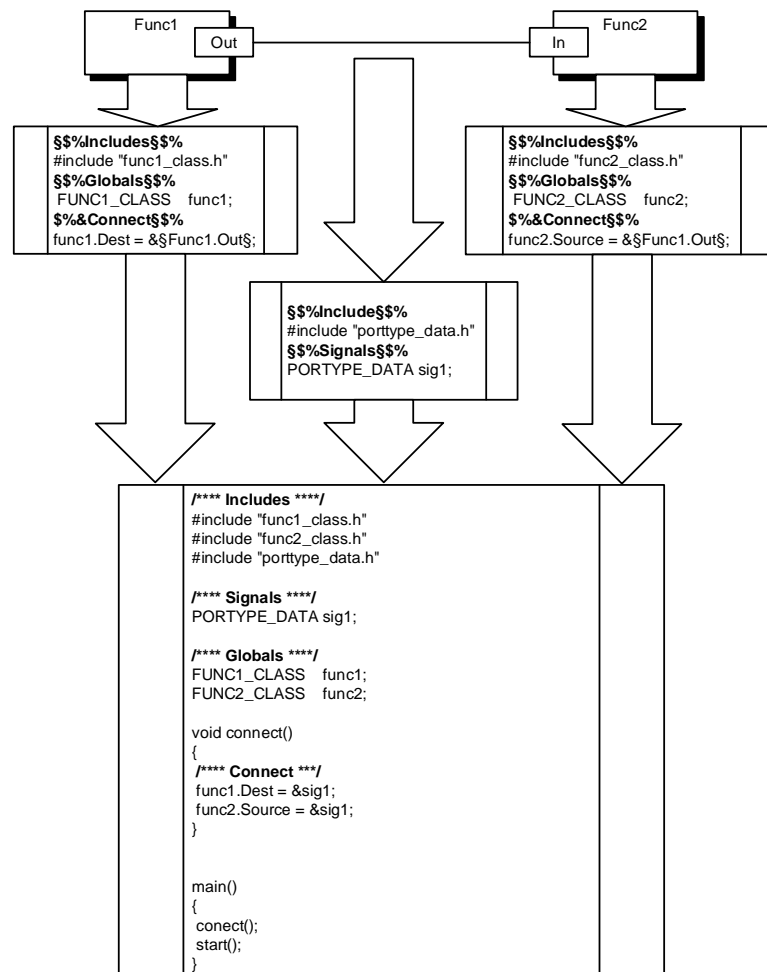 Func1
Out
In
Func2
§$%Includes§$%
#include "func1_class.h"
§$%Globals§$%
FUNC1_CLASS func1;
$%&Connect§$%
func1.Dest = &§Func1.Out§;
§$%Includes§$%
#include "func2_class.h"
§$%Globals§$%
FUNC2_CLASS func2;
$%&Connect§$%
func2.Source = &§Func1.Out§;
§$%Include§$%
#include "porttype_data.h"
§$%Signals§$%
PORTYPE_DATA sig1;
/**** Includes ****/
#include "func1_class.h"
#include "func2_class.h"
#include "porttype_data.h"
/**** Signals ****/
PORTYPE_DATA sig1;
/**** Globals ****/
FUNC1_CLASS func1;
FUNC2_CLASS func2;
void connect()
{
/**** Connect ***/
func1.Dest = &sig1;
func2.Source = &sig1;
}
main()
{
conect();
start();
}